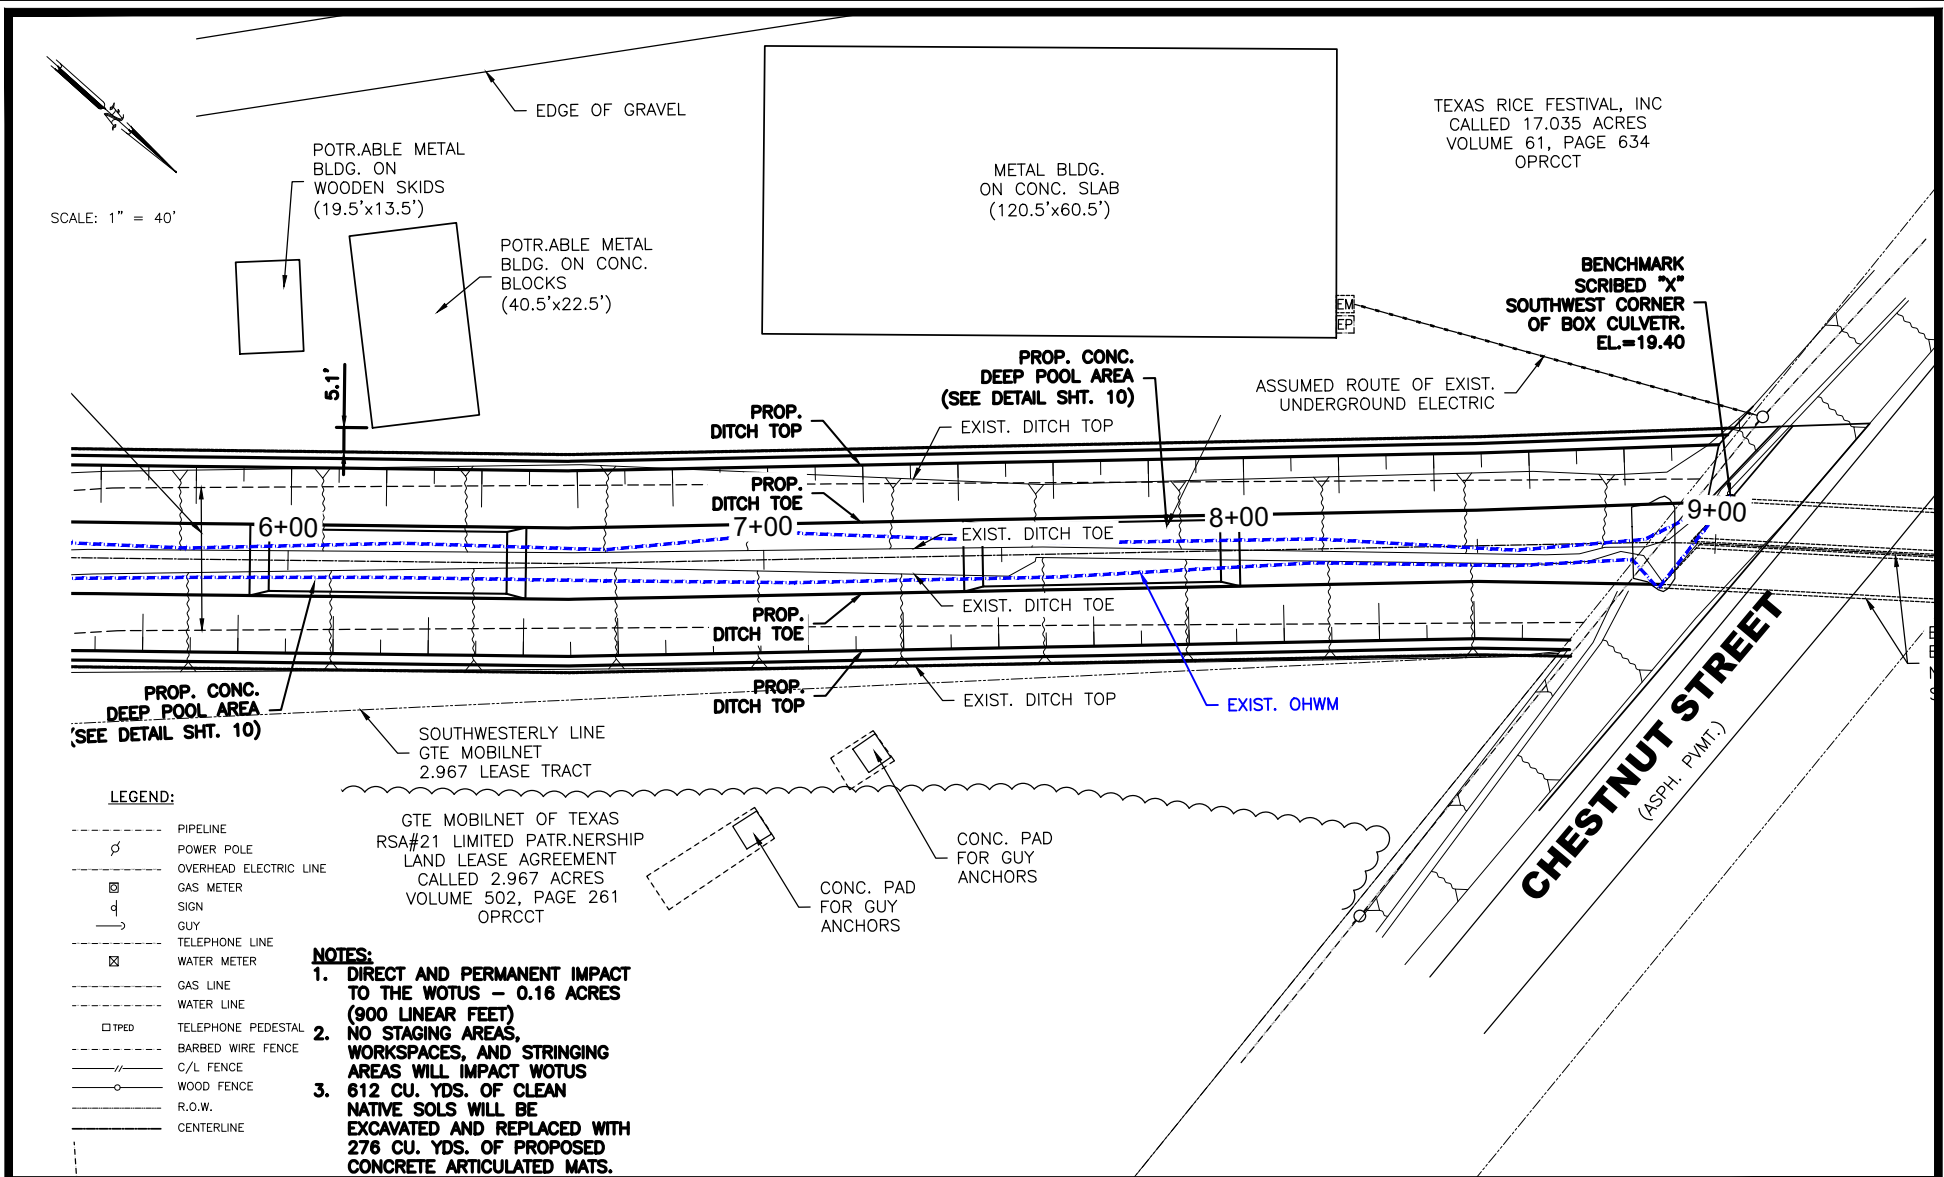 EDGE OF GRAVEL
TEXAS RICE FESTIVAL, INC
CALLED 17.035 ACRES
VOLUME 61, PAGE 634
OPRCCT
POTR.ABLE METAL
BLDG. ON
WOODEN SKIDS
(19.5'x13.5')
METAL BLDG.
ON CONC. SLAB
(120.5'x60.5')
SCALE: 1" = 40'
POTR.ABLE METAL
BLDG. ON CONC.
BLOCKS
(40.5'x22.5')
BENCHMARK
SCRIBED "X"
SOUTHWEST CORNER
OF BOX CULVETR.
EL.=19.40
EM
EP
5.1'
PROP. CONC.
DEEP POOL AREA
(SEE DETAIL SHT. 10)
ASSUMED ROUTE OF EXIST.
UNDERGROUND ELECTRIC
PROP.
DITCH TOP
EXIST. DITCH TOP
PROP.
DITCH TOE
6+00
7+00
8+00
9+00
EXIST. DITCH TOE
EXIST. DITCH TOE
PROP.
DITCH TOE
PROP.
DITCH TOP
EXIST. DITCH TOP
EXIST. OHWM
PROP. CONC.
DEEP POOL AREA
(SEE DETAIL SHT. 10)
SOUTHWESTERLY LINE
GTE MOBILNET
2.967 LEASE TRACT
CHESTNUT STREET
(ASPH. PVMT.)
GTE MOBILNET OF TEXAS
RSA#21 LIMITED PATR.NERSHIP
LAND LEASE AGREEMENT
CALLED 2.967 ACRES
VOLUME 502, PAGE 261
OPRCCT
CONC. PAD
FOR GUY
ANCHORS
CONC. PAD
FOR GUY
ANCHORS
LEGEND:
PIPELINE
POWER POLE
OVERHEAD ELECTRIC LINE
GAS METER
SIGN
GUY
TELEPHONE LINE
WATER METER
GAS LINE
WATER LINE
TPED TELEPHONE PEDESTAL
BARBED WIRE FENCE
C/L FENCE
WOOD FENCE
R.O.W.
CENTERLINE
NOTES:
1. DIRECT AND PERMANENT IMPACT
TO THE WOTUS – 0.16 ACRES
(900 LINEAR FEET)
2. NO STAGING AREAS,
WORKSPACES, AND STRINGING
AREAS WILL IMPACT WOTUS
3. 612 CU. YDS. OF CLEAN
NATIVE SOLS WILL BE
EXCAVATED AND REPLACED WITH
276 CU. YDS. OF PROPOSED
CONCRETE ARTICULATED MATS.